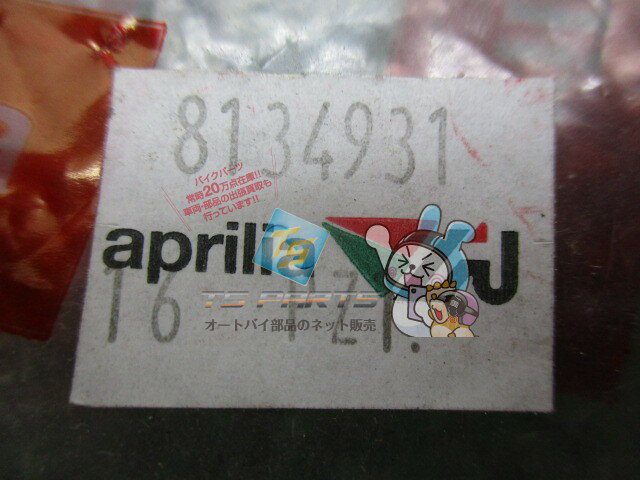 8134931
バイクパーツ
常時20万点在庫!!
車両・部品の出張買取も
行っています!!
aprilia J
TS PARTS
16
オートバイ部品のネット販売